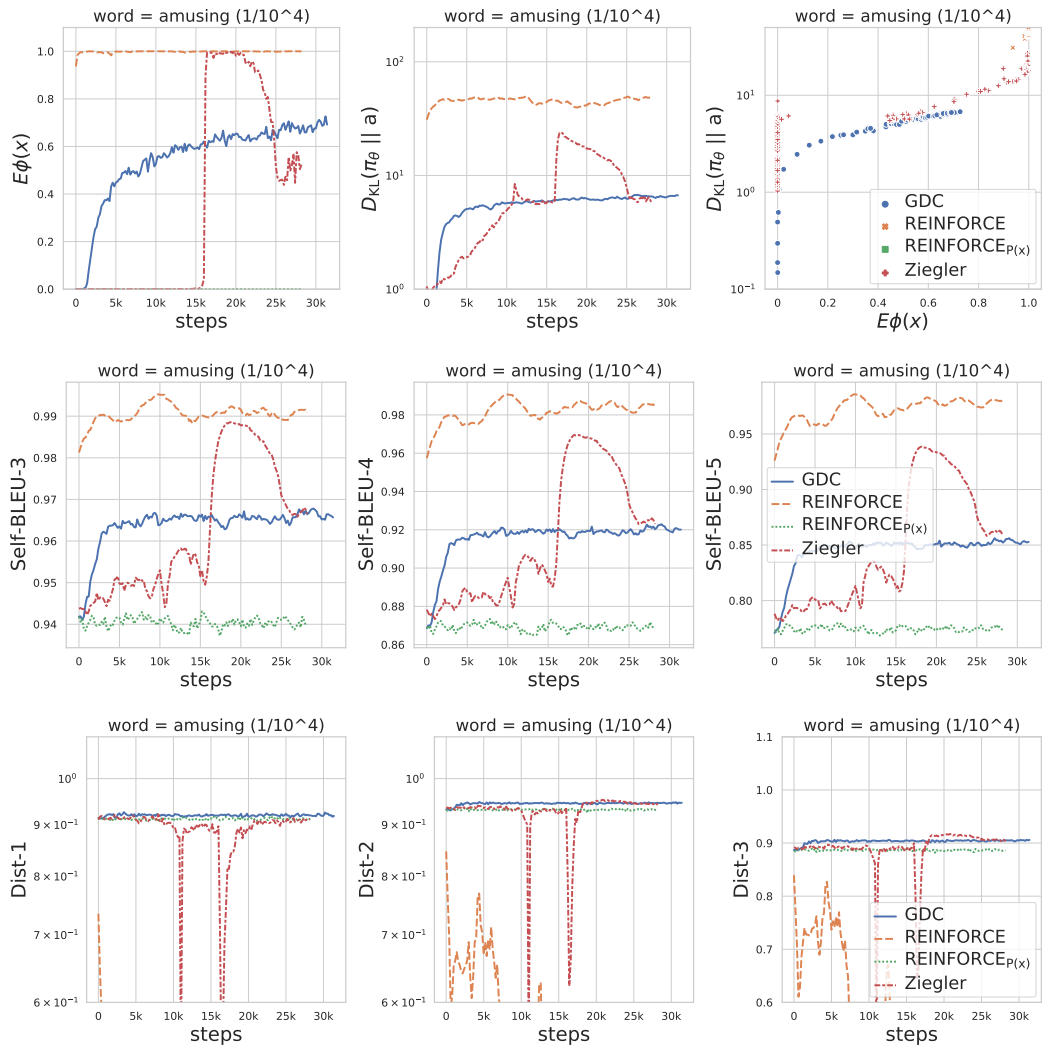 word = amusing (1/10^4)
Eϕ(x)
1.0
0.8
0.6
0.4
0.2
0.0
0
5k
10k
15k
20k
25k
30k
steps
word = amusing (1/10^4)
D_KL(π_θ || a)
10^2
10^1
10^0
0
5k
10k
15k
20k
25k
30k
steps
word = amusing (1/10^4)
D_KL(π_θ || a)
10^1
10^0
10^−1
GDC
REINFORCE
REINFORCE_P(x)
Ziegler
0.0
0.2
0.4
0.6
0.8
1.0
Eϕ(x)
word = amusing (1/10^4)
Self-BLEU-3
0.99
0.98
0.97
0.96
0.95
0.94
0
5k
10k
15k
20k
25k
30k
steps
word = amusing (1/10^4)
Self-BLEU-4
0.98
0.96
0.94
0.92
0.90
0.88
0.86
0
5k
10k
15k
20k
25k
30k
steps
word = amusing (1/10^4)
Self-BLEU-5
0.95
0.90
0.85
0.80
GDC
REINFORCE
REINFORCE_P(x)
Ziegler
0
5k
10k
15k
20k
25k
30k
steps
word = amusing (1/10^4)
Dist-1
10^0
9 × 10^−1
8 × 10^−1
7 × 10^−1
6 × 10^−1
0
5k
10k
15k
20k
25k
30k
steps
word = amusing (1/10^4)
Dist-2
10^0
9 × 10^−1
8 × 10^−1
7 × 10^−1
6 × 10^−1
0
5k
10k
15k
20k
25k
30k
steps
word = amusing (1/10^4)
Dist-3
1.1
1.0
0.9
0.8
0.7
0.6
GDC
REINFORCE
REINFORCE_P(x)
Ziegler
0
5k
10k
15k
20k
25k
30k
steps